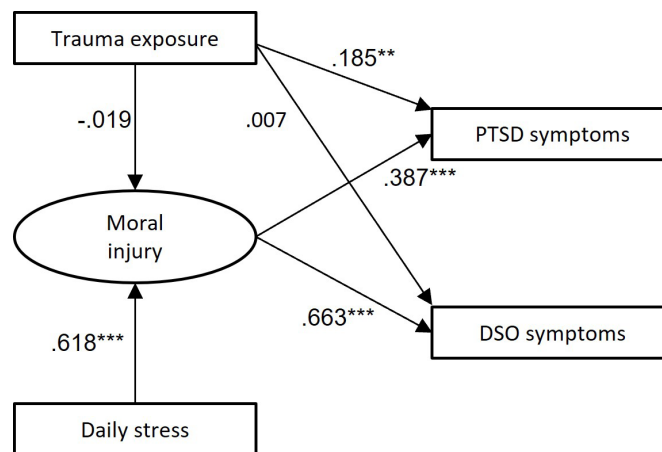 Trauma exposure
.185**
-.019
.007
PTSD symptoms
.387***
Moral
injury
.663***
DSO symptoms
.618***
Daily stress